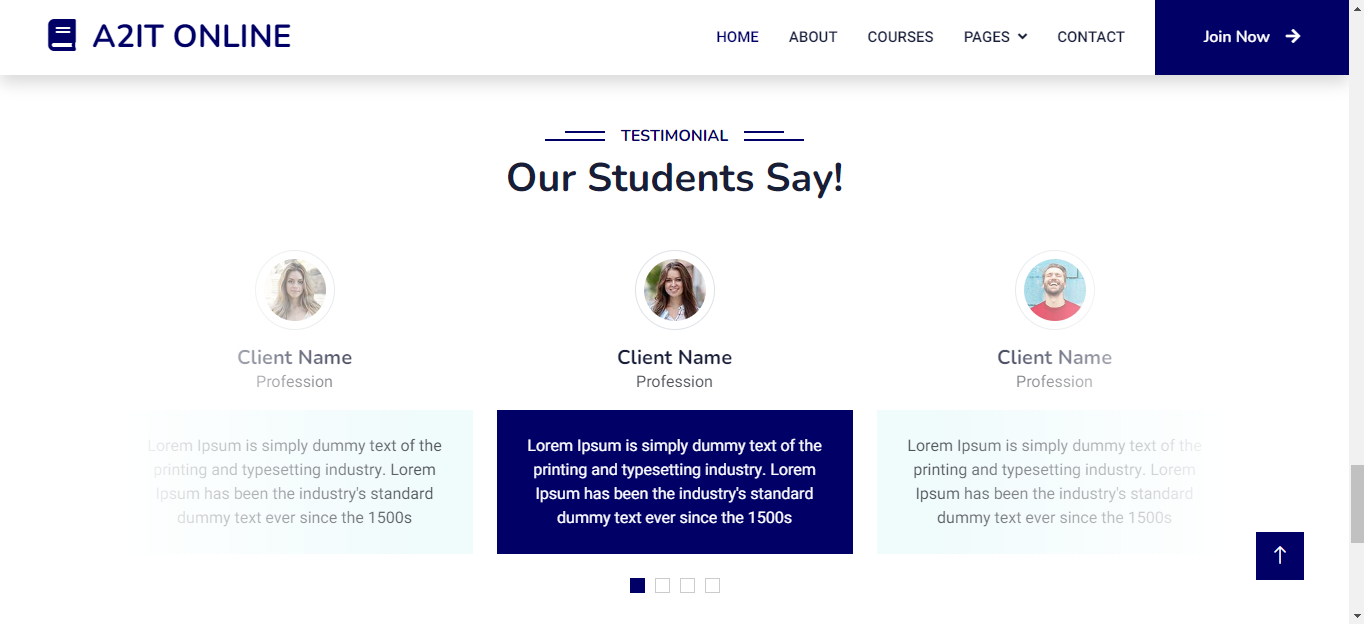 A2IT ONLINE
HOME ABOUT COURSES PAGES CONTACT Join Now
TESTIMONIAL
Our Students Say!
Client Name
Profession
Lorem Ipsum is simply dummy text of the
printing and typesetting industry. Lorem
Ipsum has been the industry's standard
dummy text ever since the 1500s
Client Name
Profession
Lorem Ipsum is simply dummy text of the
printing and typesetting industry. Lorem
Ipsum has been the industry's standard
dummy text ever since the 1500s
Client Name
Profession
Lorem Ipsum is simply dummy text of the
printing and typesetting industry. Lorem
Ipsum has been the industry's standard
dummy text ever since the 1500s